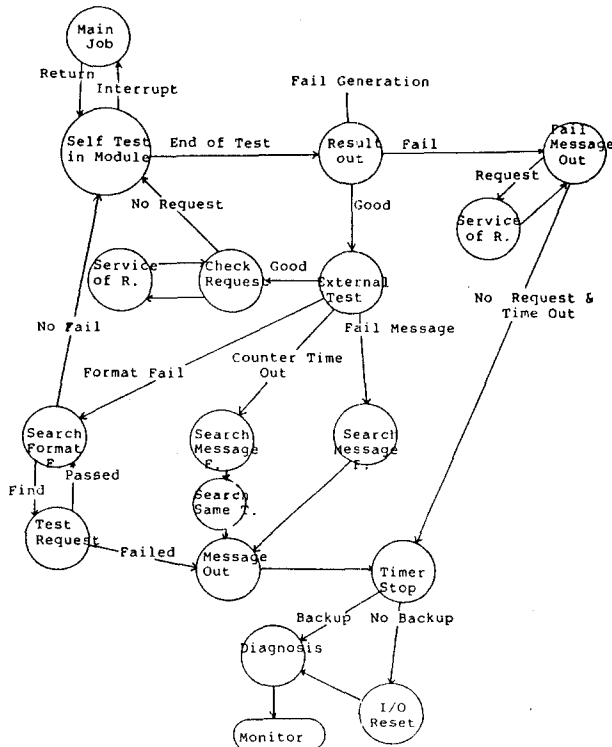 Main
Job
Return
Interrupt
Fail Generation
Self Test
in Module
End of Test
Result
out
Fail
Fail
Message
Out
Request
No Request
Good
Service
of R.
Service
of R.
Check
Request
Good
External
Test
No Request &
Time Out
No Fail
Fail Message
Counter Time
Out
Format Fail
Search
Format
F.
Search
Message
F.
Search
Message
F.
Find
Passed
Search
Same T.
Test
Request
Failed
Message
Out
Timer
Stop
Backup
No Backup
Diagnosis
I/O
Reset
Monitor